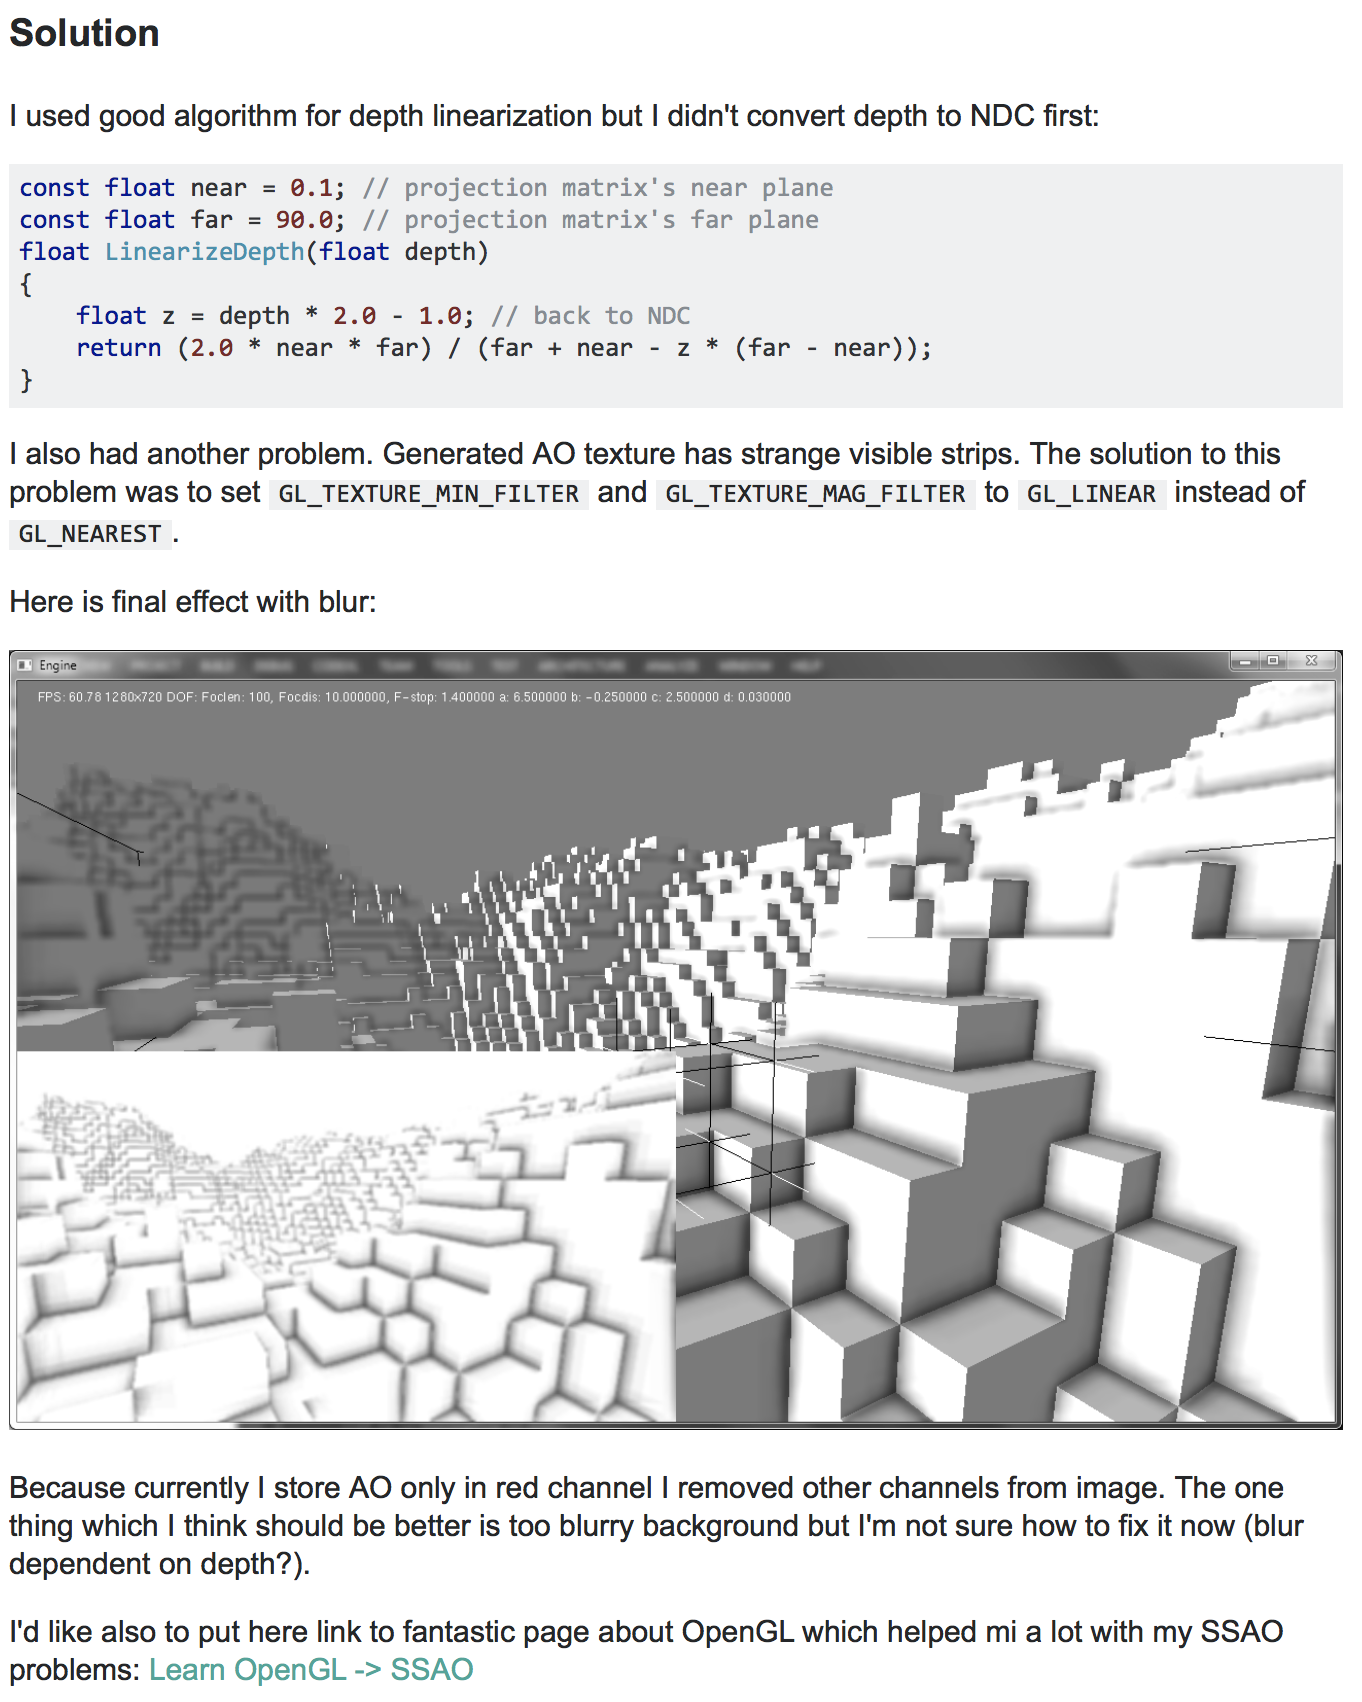 Solution
I used good algorithm for depth linearization but I didn't convert depth to NDC first:
const float near = 0.1; // projection matrix's near plane
const float far = 90.0; // projection matrix's far plane
float LinearizeDepth(float depth)
{
    float z = depth * 2.0 - 1.0; // back to NDC
    return (2.0 * near * far) / (far + near - z * (far - near));
}
I also had another problem. Generated AO texture has strange visible strips. The solution to this
problem was to set GL_TEXTURE_MIN_FILTER and GL_TEXTURE_MAG_FILTER to GL_LINEAR instead of
GL_NEAREST.
Here is final effect with blur:
Engine
FPS: 60.78 1280x720 DOF: Foclen: 100, Focdis: 10.000000, F-stop: 1.400000 a: 6.500000 b: -0.250000 c: 2.500000 d: 0.030000
Because currently I store AO only in red channel I removed other channels from image. The one
thing which I think should be better is too blurry background but I'm not sure how to fix it now (blur
dependent on depth?).
I'd like also to put here link to fantastic page about OpenGL which helped mi a lot with my SSAO
problems: Learn OpenGL -> SSAO